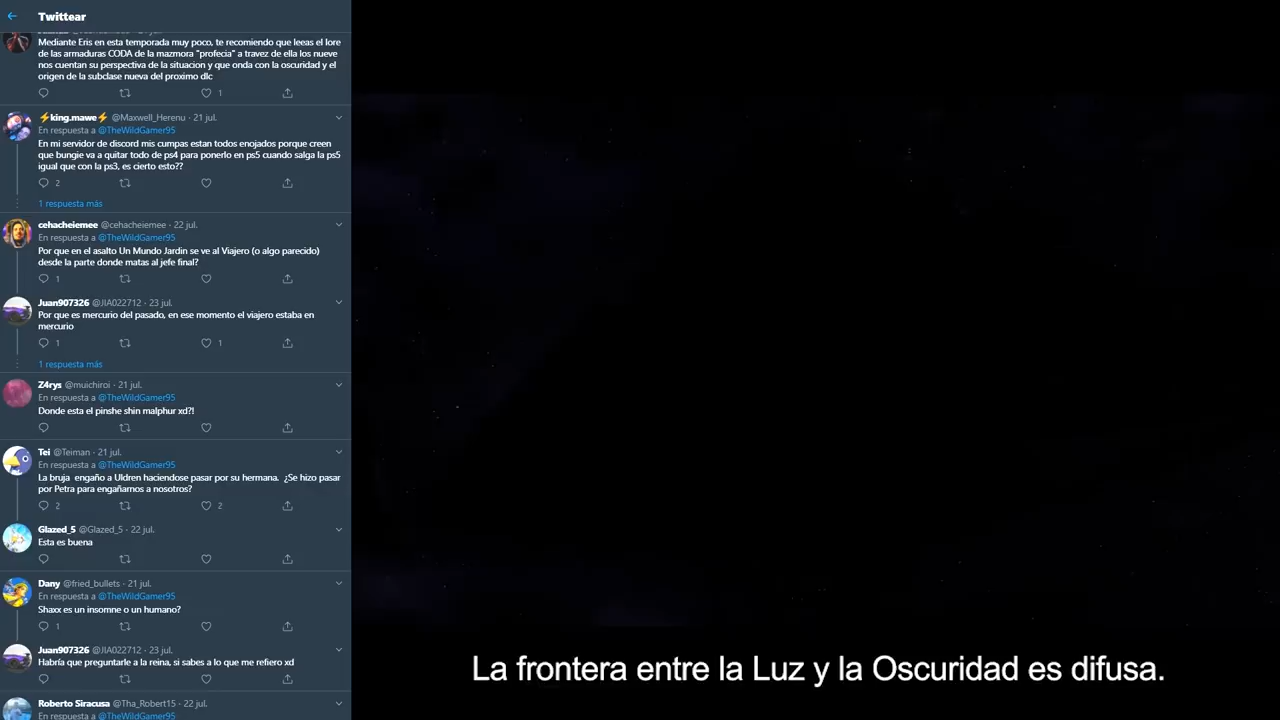 Twittear
Mediante Eris en esta temporada muy poco, te recomiendo que leeas el lore
de las armaduras CODA de la mazmora "profecia" a travez de ella los nueve
nos cuentan su perspectiva de la situacion y que onda con la oscuridad y el
origen de la subclase nueva del proximo dlc
1
⚡king.mawe⚡ @Maxwell_Herenu · 21 jul.
En respuesta a @TheWildGamer95
En mi servidor de discord mis cumpas estan todos enojados porque creen
que bungie va a quitar todo de ps4 para ponerlo en ps5 cuando salga la ps5
igual que con la ps3, es cierto esto??
2
1 respuesta más
cehacheiemee @cehacheiemee · 22 jul.
En respuesta a @TheWildGamer95
Por que en el asalto Un Mundo Jardin se ve al Viajero (o algo parecido)
desde la parte donde matas al jefe final?
1
Juan907326 @JIA022712 · 23 jul.
Por que es mercurio del pasado, en ese momento el viajero estaba en
mercurio
1 1
1 respuesta más
Z4rys @muichiroi · 21 jul.
En respuesta a @TheWildGamer95
Donde esta el pinshe shin malphur xd?!
Tei @Teiman · 21 jul.
En respuesta a @TheWildGamer95
La bruja engaño a Uldren haciendose pasar por su hermana. ¿Se hizo pasar
por Petra para engañarnos a nosotros?
2 2
Glazed_5 @Glazed_5 · 22 jul.
Esta es buena
Dany @fried_bullets · 21 jul.
En respuesta a @TheWildGamer95
Shaxx es un insomne o un humano?
1
Juan907326 @JIA022712 · 23 jul.
Habría que preguntarle a la reina, si sabes a lo que me refiero xd
Roberto Siracusa @Tha_Robert15 · 22 jul.
En respuesta a @TheWildGamer95
La frontera entre la Luz y la Oscuridad es difusa.